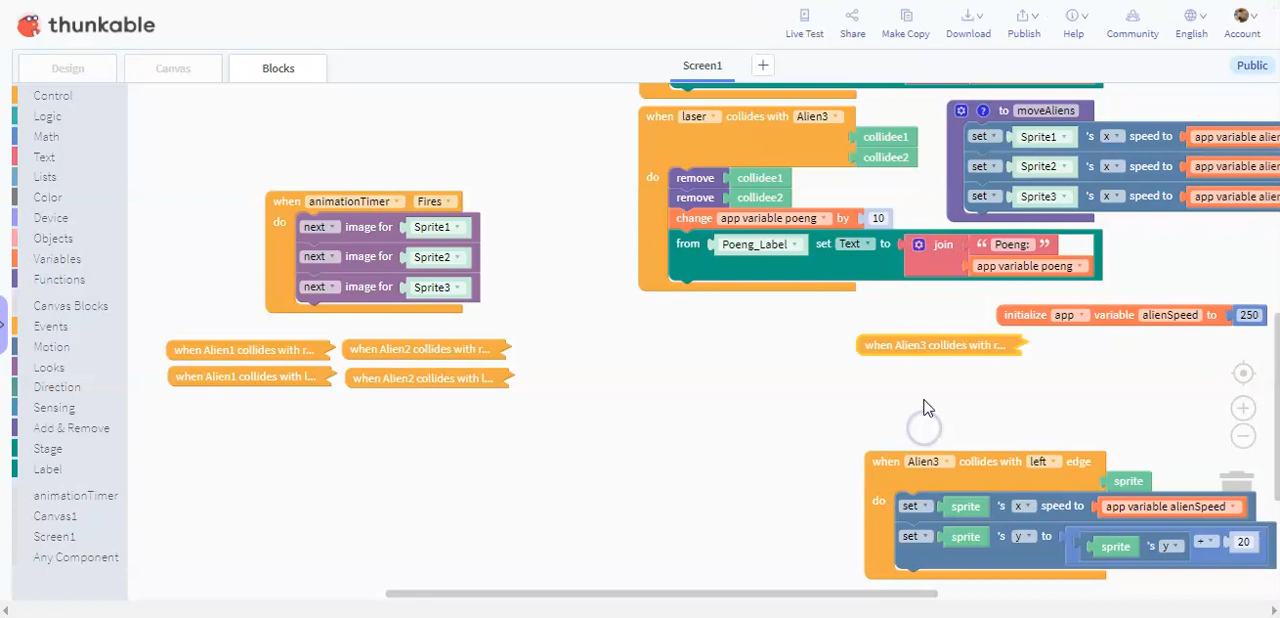 thunkable
Live Test
Share
Make Copy
Download
Publish
Help
Community
English
Account
Design
Canvas
Blocks
Screen1
+
Public
Control
Logic
Math
Text
Lists
Color
Device
Objects
Variables
Functions
Canvas Blocks
Events
Motion
Looks
Direction
Sensing
Add & Remove
Stage
Label
animationTimer
Canvas1
Screen1
Any Component
when animationTimer Fires
do next image for Sprite1
next image for Sprite2
next image for Sprite3
when Alien1 collides with r...
when Alien2 collides with r...
when Alien1 collides with l...
when Alien2 collides with l...
when laser collides with Alien3
collidee1
collidee2
do remove collidee1
remove collidee2
change app variable poeng by 10
from Poeng_Label set Text to join “ Poeng: ”
app variable poeng
? to moveAliens
set Sprite1 's x speed to app variable alien
set Sprite2 's x speed to app variable alien
set Sprite3 's x speed to app variable alien
initialize app variable alienSpeed to 250
when Alien3 collides with r...
when Alien3 collides with left edge
sprite
do set sprite 's x speed to app variable alienSpeed
set sprite 's y to sprite 's y + 20